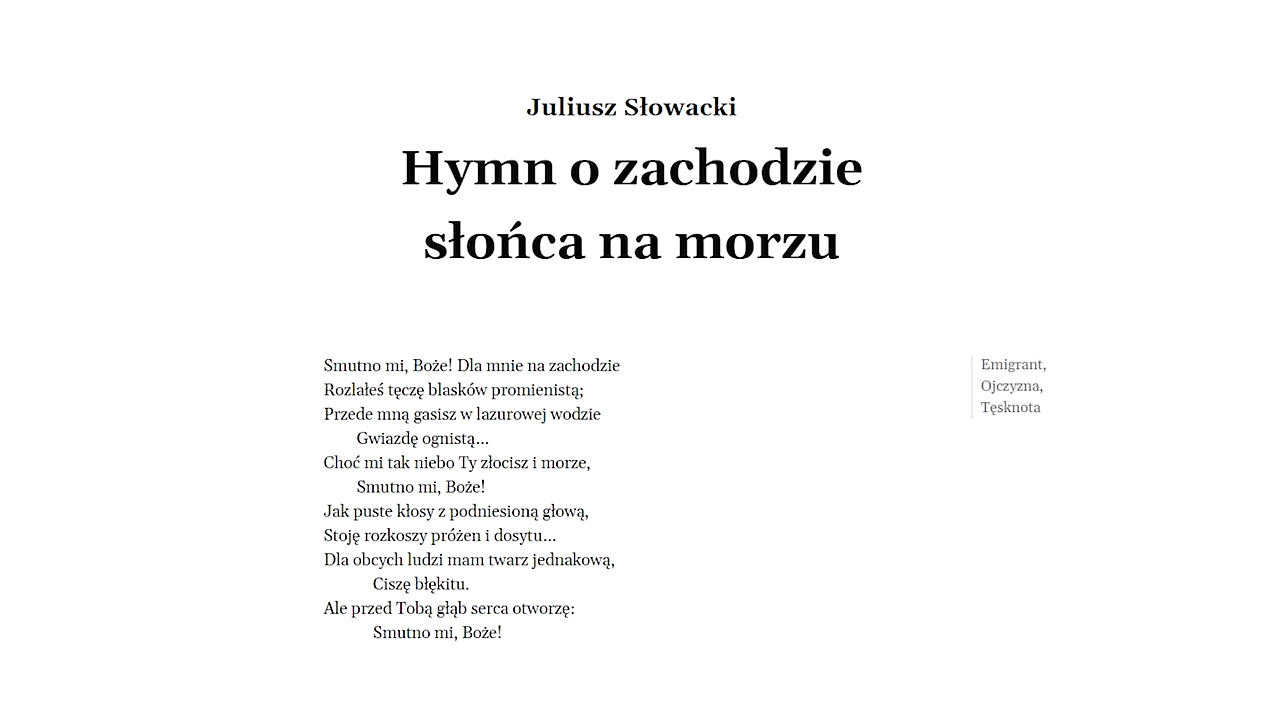 Juliusz Słowacki
Hymn o zachodzie
słońca na morzu
Smutno mi, Boże! Dla mnie na zachodzie
Rozlałeś tęczę blasków promienistą;
Przede mną gasisz w lazurowej wodzie
Gwiazdę ognistą...
Choć mi tak niebo Ty złocisz i morze,
Smutno mi, Boże!
Jak puste kłosy z podniesioną głową,
Stoję rozkoszy próżen i dosytu...
Dla obcych ludzi mam twarz jednakową,
Ciszę błękitu.
Ale przed Tobą głąb serca otworzę:
Smutno mi, Boże!
Emigrant,
Ojczyzna,
Tęsknota